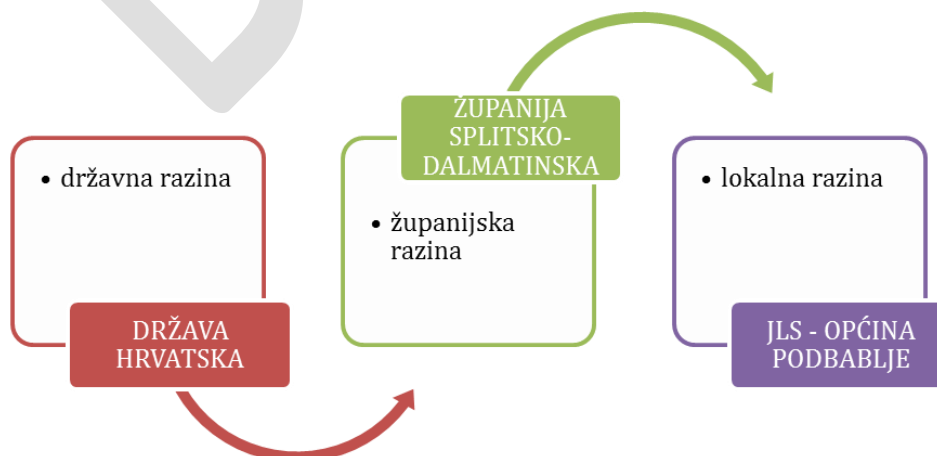 • državna razina
DRŽAVA
HRVATSKA
ŽUPANIJA
SPLITSKO-
DALMATINSKA
• županijska
razina
• lokalna razina
JLS - OPĆINA
PODBABLJE